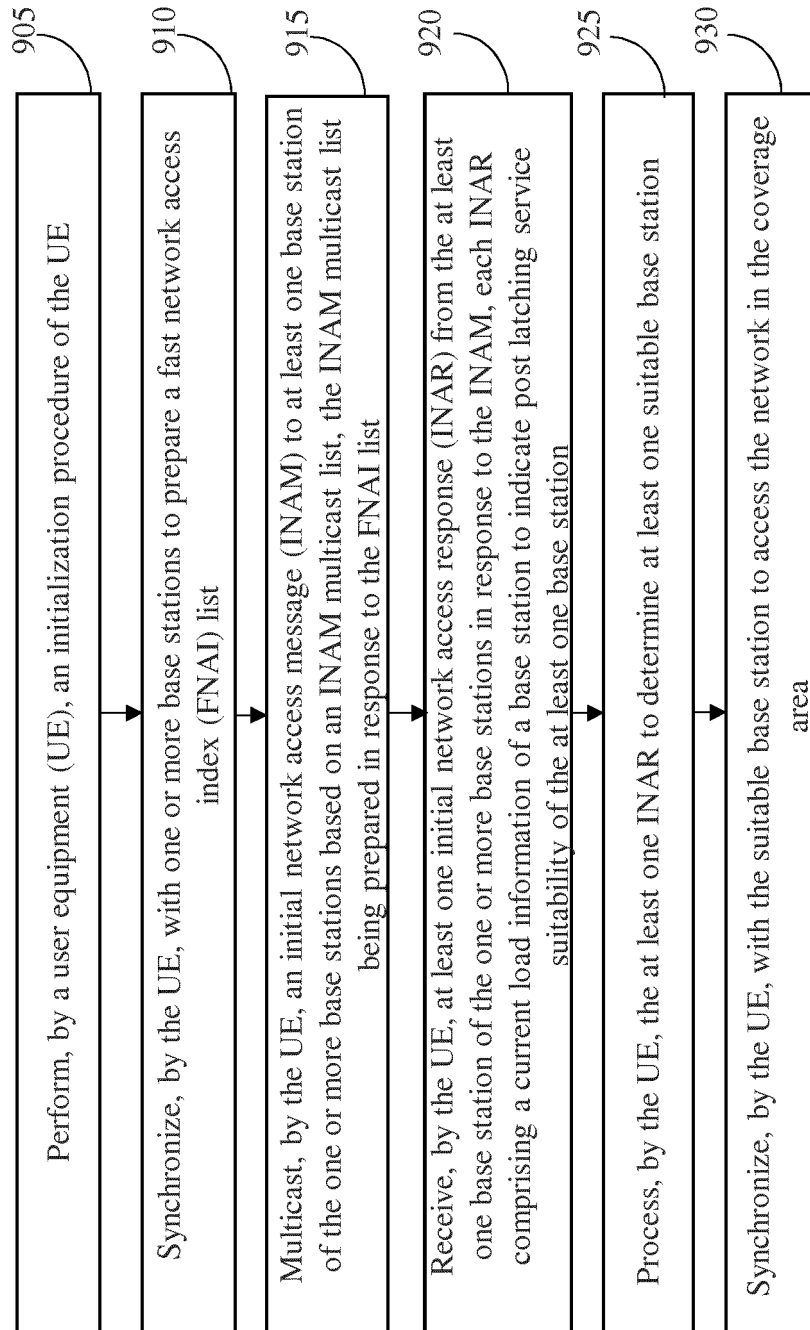 905
Perform, by a user equipment (UE), an initialization procedure of the UE
910
Synchronize, by the UE, with one or more base stations to prepare a fast network access
index (FNAI) list
915
Multicast, by the UE, an initial network access message (INAM) to at least one base station
of the one or more base stations based on an INAM multicast list, the INAM multicast list
being prepared in response to the FNAI list
920
Receive, by the UE, at least one initial network access response (INAR) from the at least
one base station of the one or more base stations in response to the INAM, each INAR
comprising a current load information of a base station to indicate post latching service
suitability of the at least one base station
925
Process, by the UE, the at least one INAR to determine at least one suitable base station
930
Synchronize, by the UE, with the suitable base station to access the network in the coverage
area